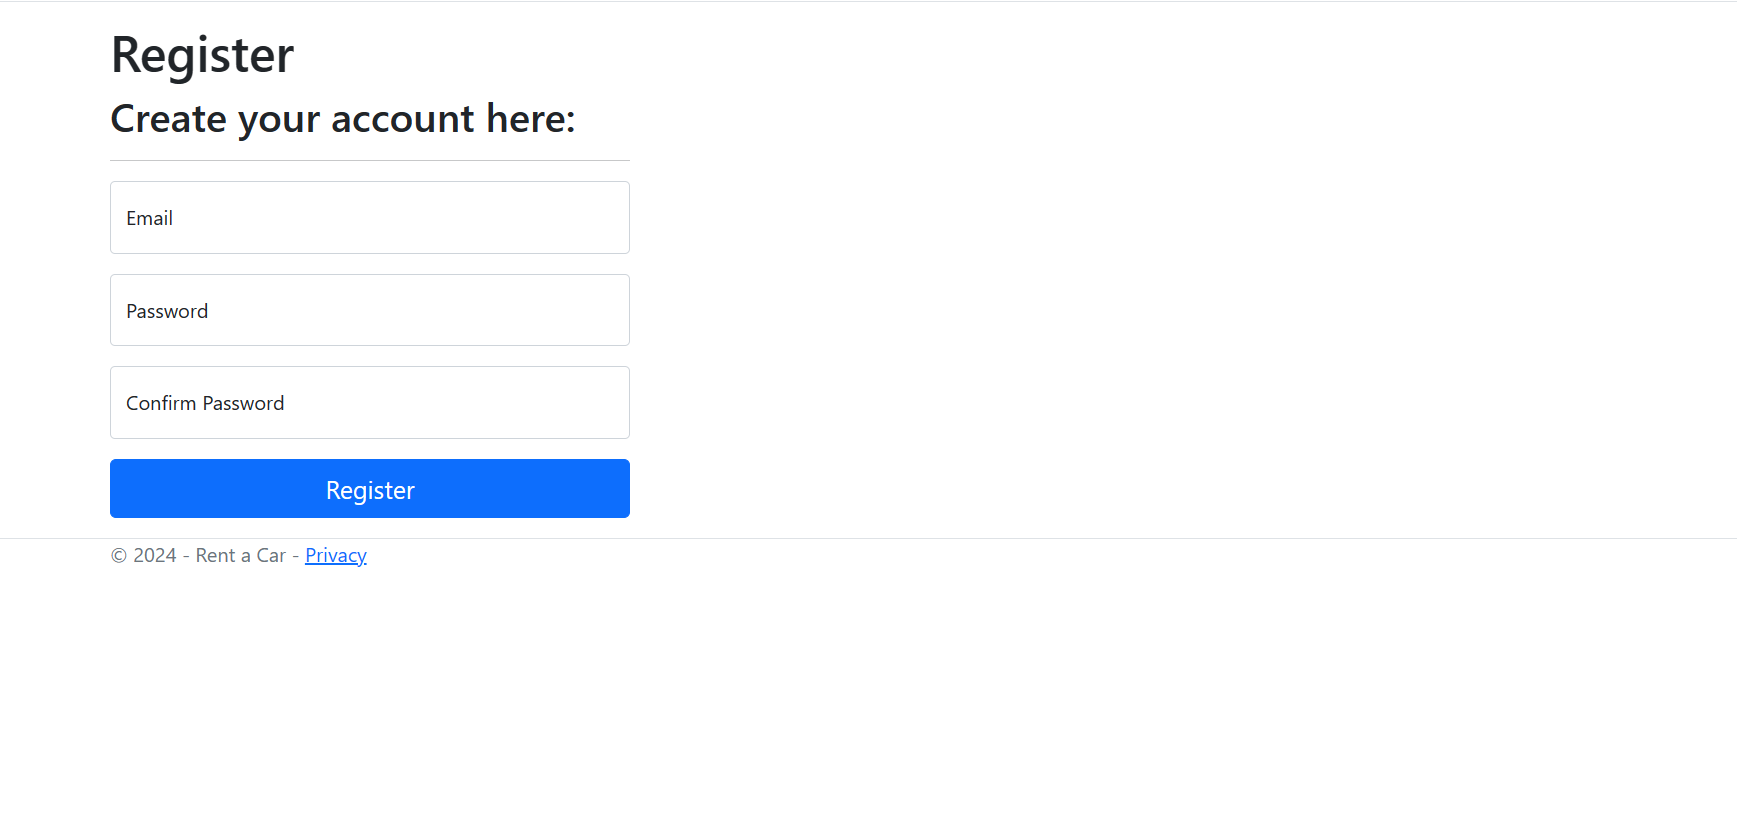 Register
Create your account here:
Email
Password
Confirm Password
Register
© 2024 - Rent a Car - Privacy